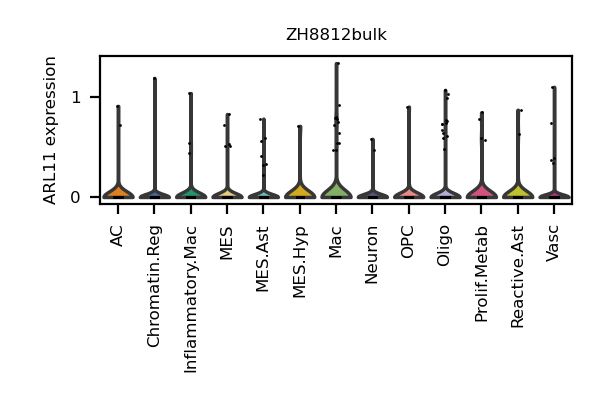 ZH8812bulk
ARL11 expression
1
0
AC
Chromatin.Reg
Inflammatory.Mac
MES
MES.Ast
MES.Hyp
Mac
Neuron
OPC
Oligo
Prolif.Metab
Reactive.Ast
Vasc